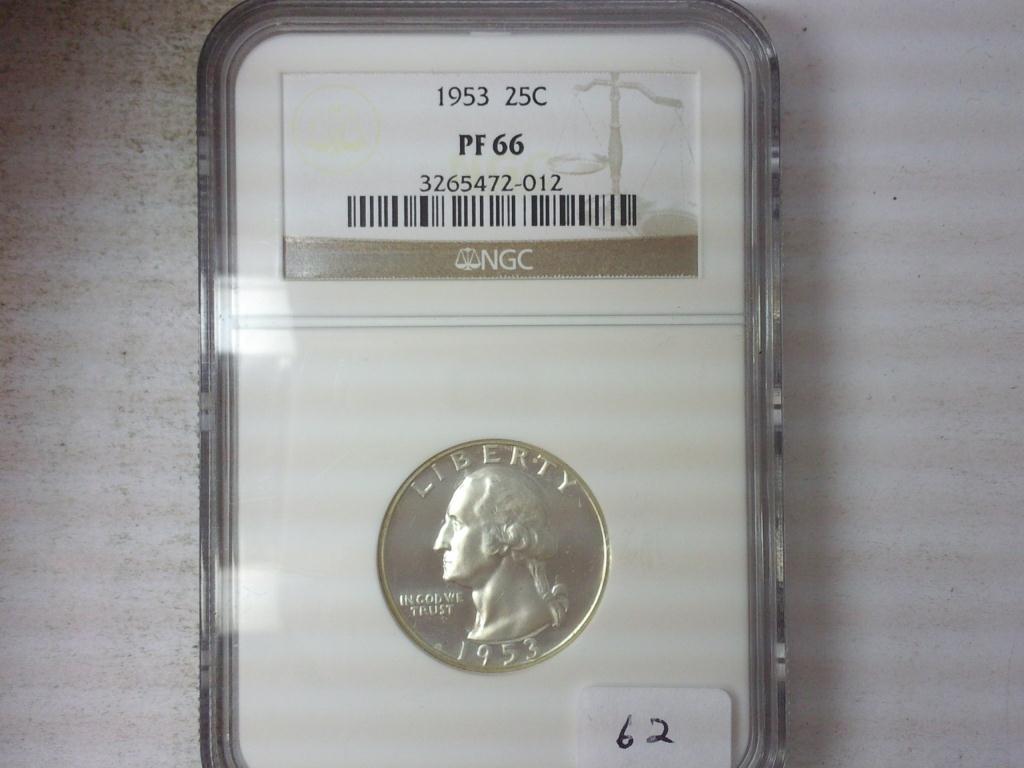 1953 25C
PF 66
3265472-012
NGC
LIBERTY
IN GOD WE
TRUST
1953
62